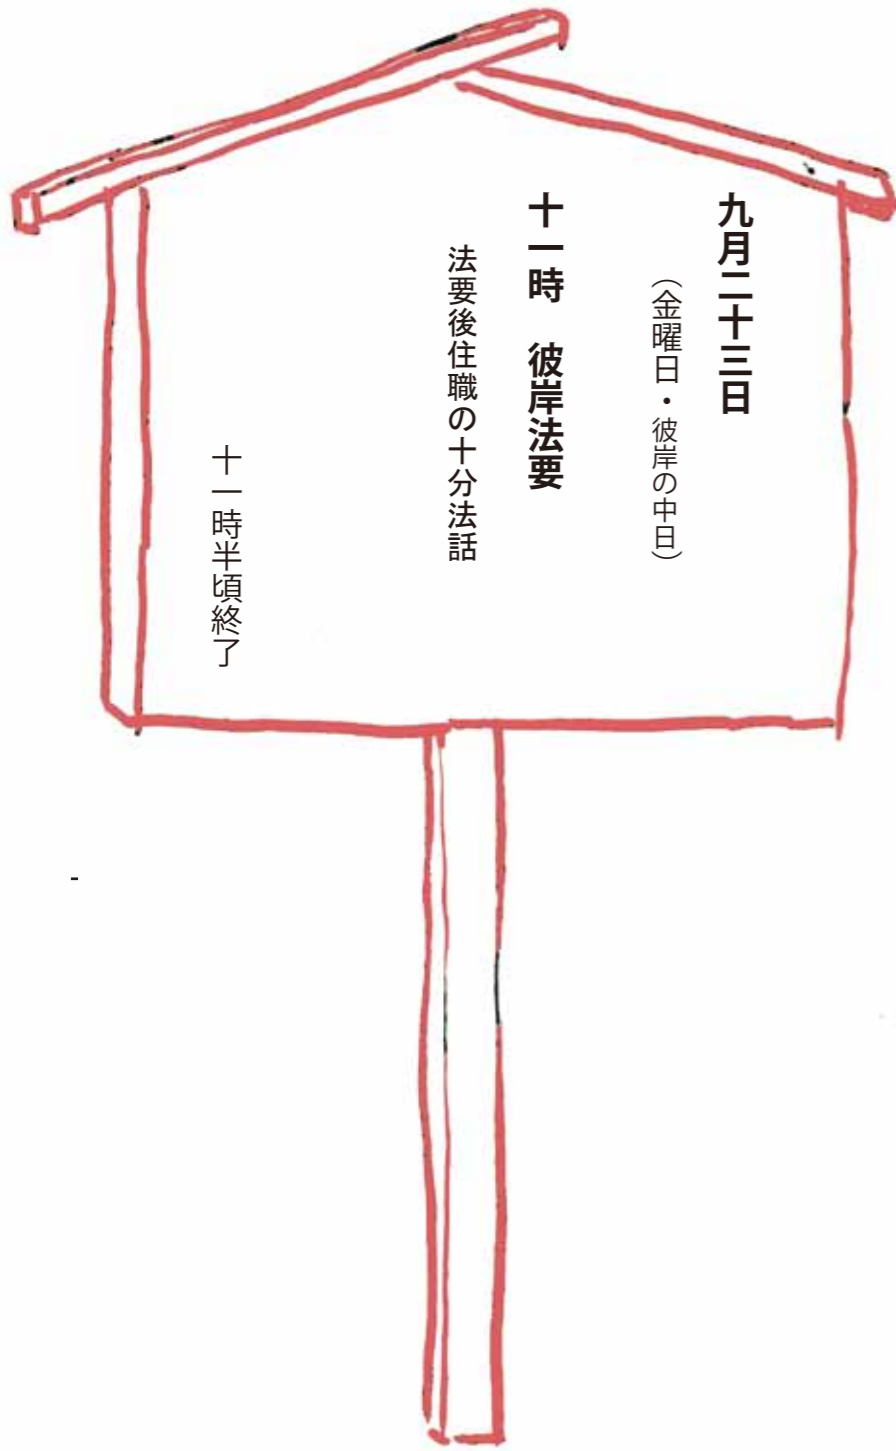 九月二十三日
（金曜日・彼岸の中日）
十一時　彼岸法要
法要後住職の十分法話
十一時半頃終了